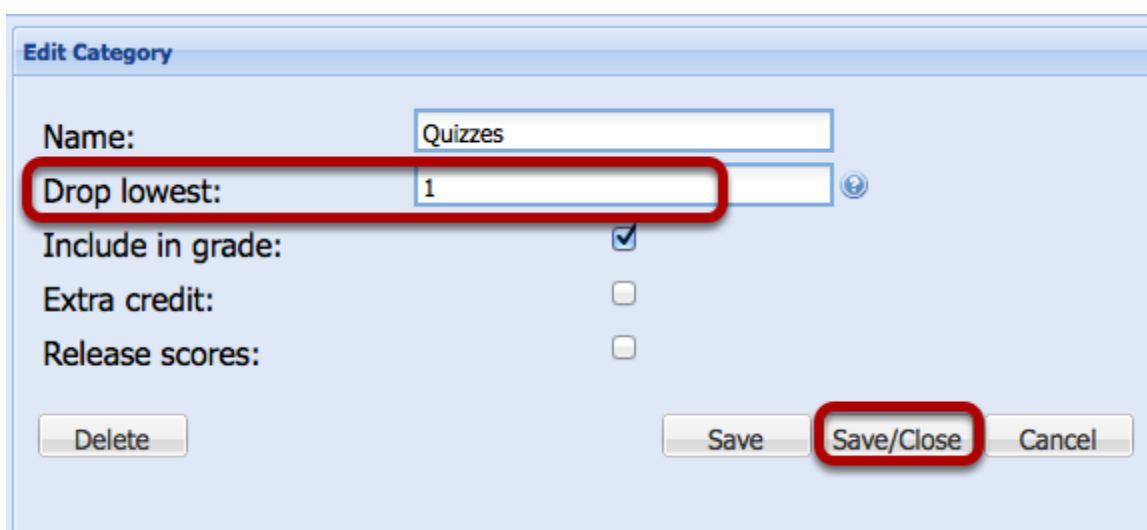 Edit Category
Name: Quizzes
Drop lowest: 1
Include in grade:
Extra credit:
Release scores:
Delete Save Save/Close Cancel